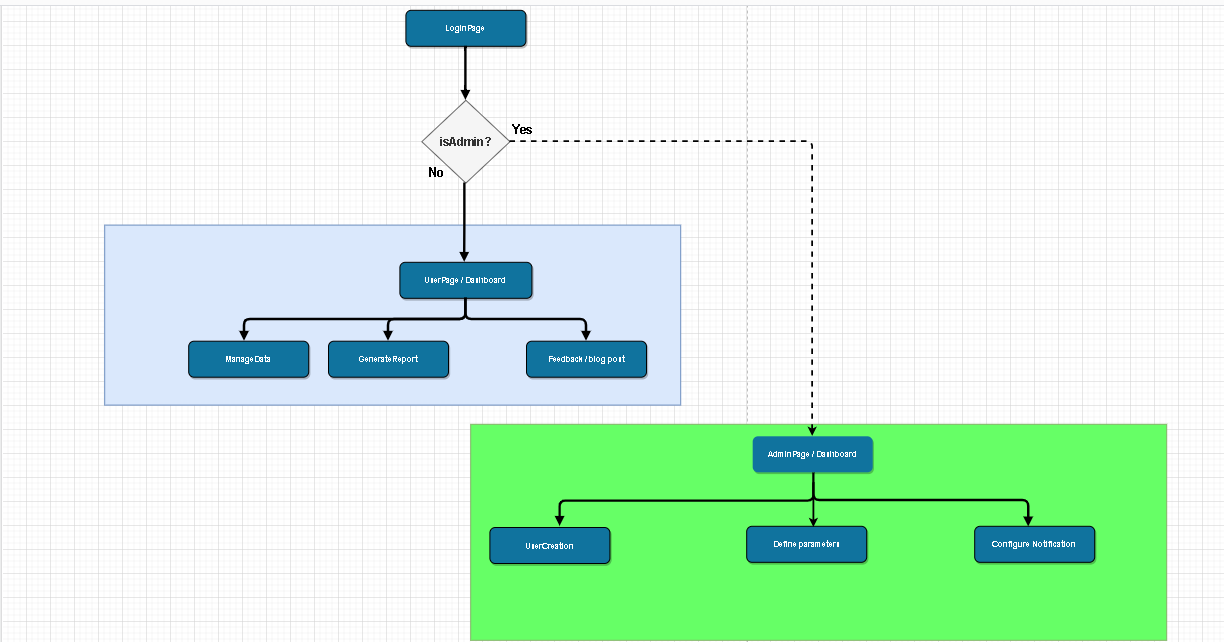 LoginPage
isAdmin?
Yes
No
UserPage / Dashboard
ManageData
GenerateReport
Feedback / blog post
AdminPage / Dashboard
UserCreation
Define parameters
Configure Notification